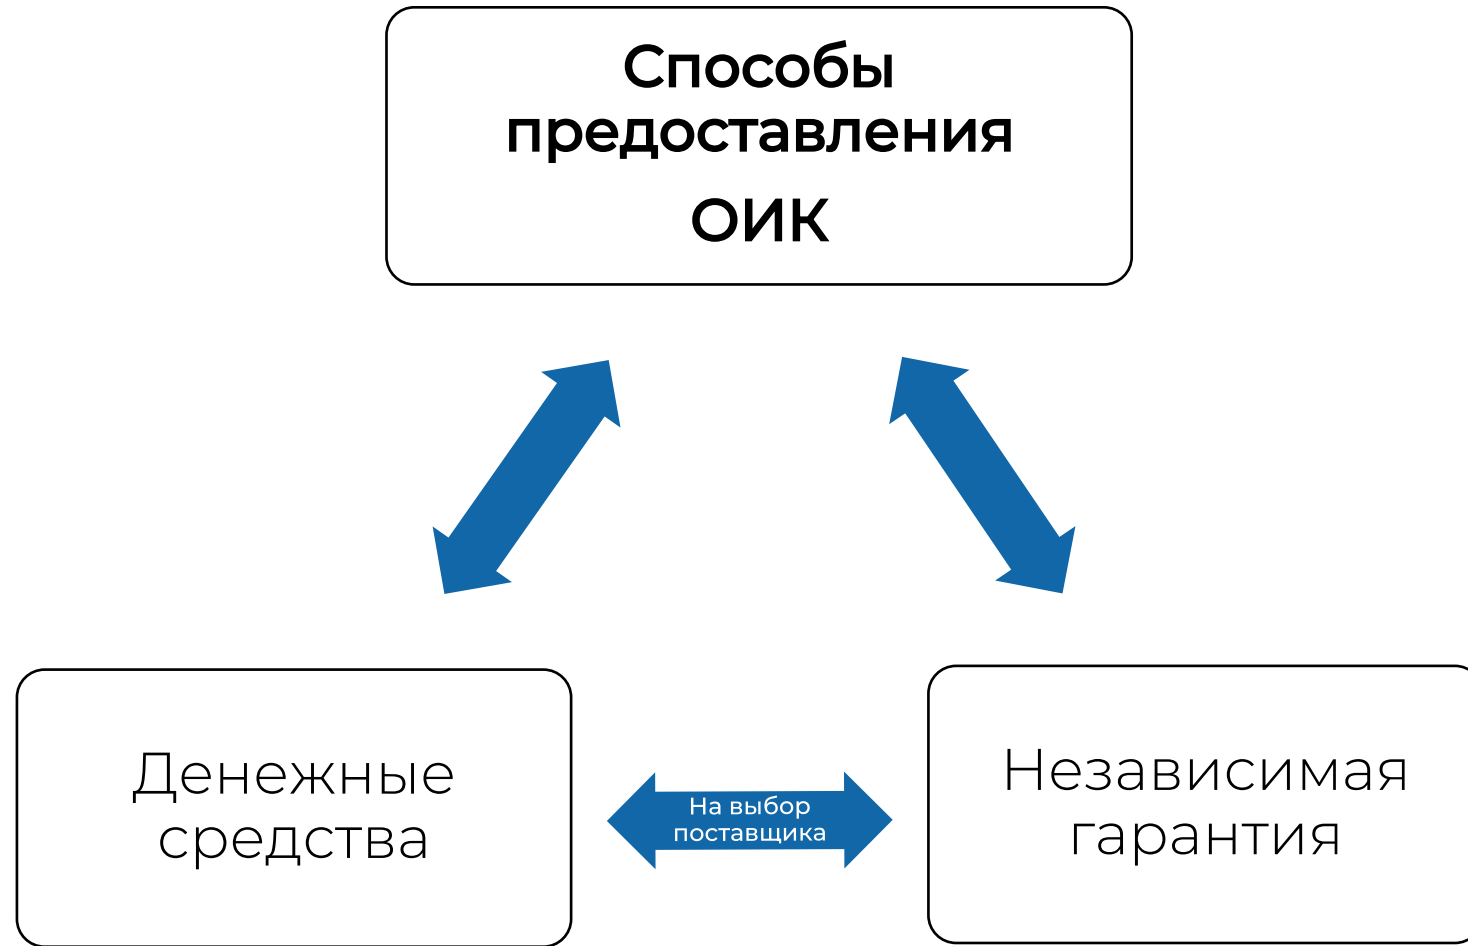 Способы
предоставления
ОИК
Денежные
средства
На выбор
поставщика
Независимая
гарантия